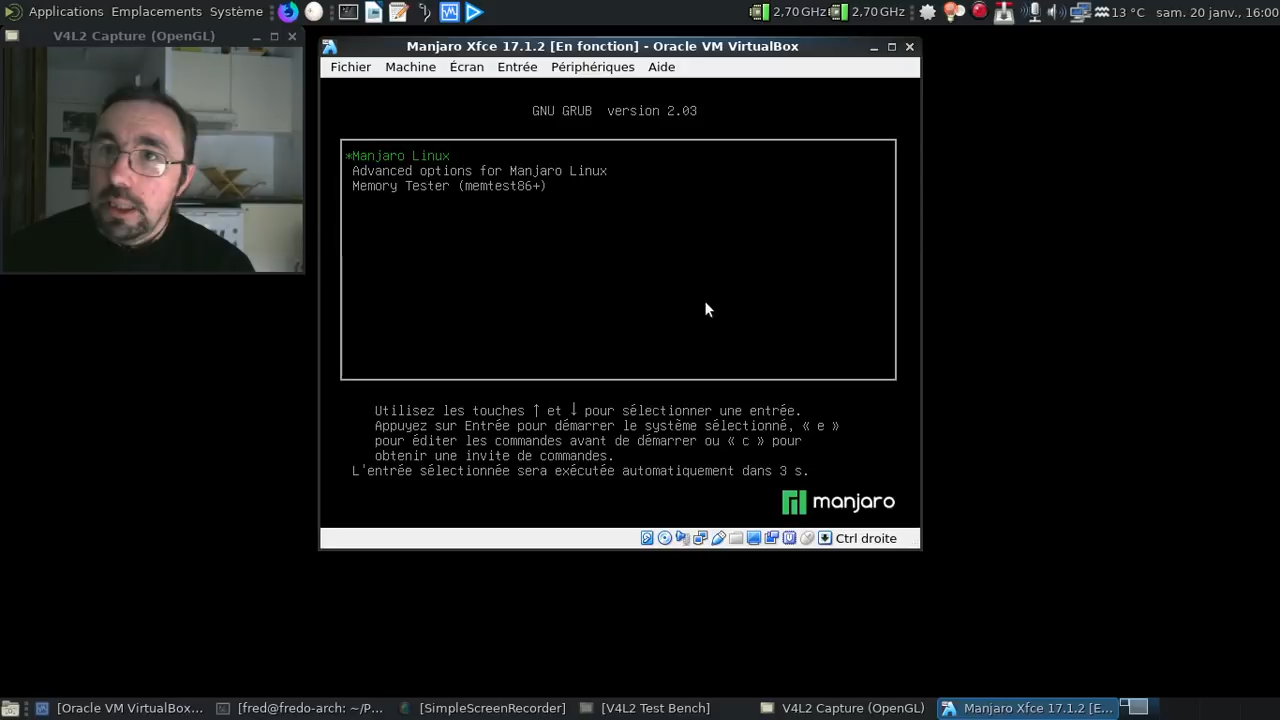 Applications Emplacements Système
2,70 GHz 2,70 GHz 13 °C sam. 20 janv., 16:00
V4L2 Capture (OpenGL)
Manjaro Xfce 17.1.2 [En fonction] - Oracle VM VirtualBox
Fichier Machine Écran Entrée Périphériques Aide
GNU GRUB version 2.03
*Manjaro Linux
Advanced options for Manjaro Linux
Memory Tester (memtest86+)
Utilisez les touches ↑ et ↓ pour sélectionner une entrée.
Appuyez sur Entrée pour démarrer le système sélectionné, « e »
pour éditer les commandes avant de démarrer ou « c » pour
obtenir une invite de commandes.
L'entrée sélectionnée sera exécutée automatiquement dans 3 s.
manjaro
Ctrl droite
[Oracle VM VirtualBox... [fred@fredo-arch: ~/P... [SimpleScreenRecorder] [V4L2 Test Bench] V4L2 Capture (OpenGL) Manjaro Xfce 17.1.2 [E...